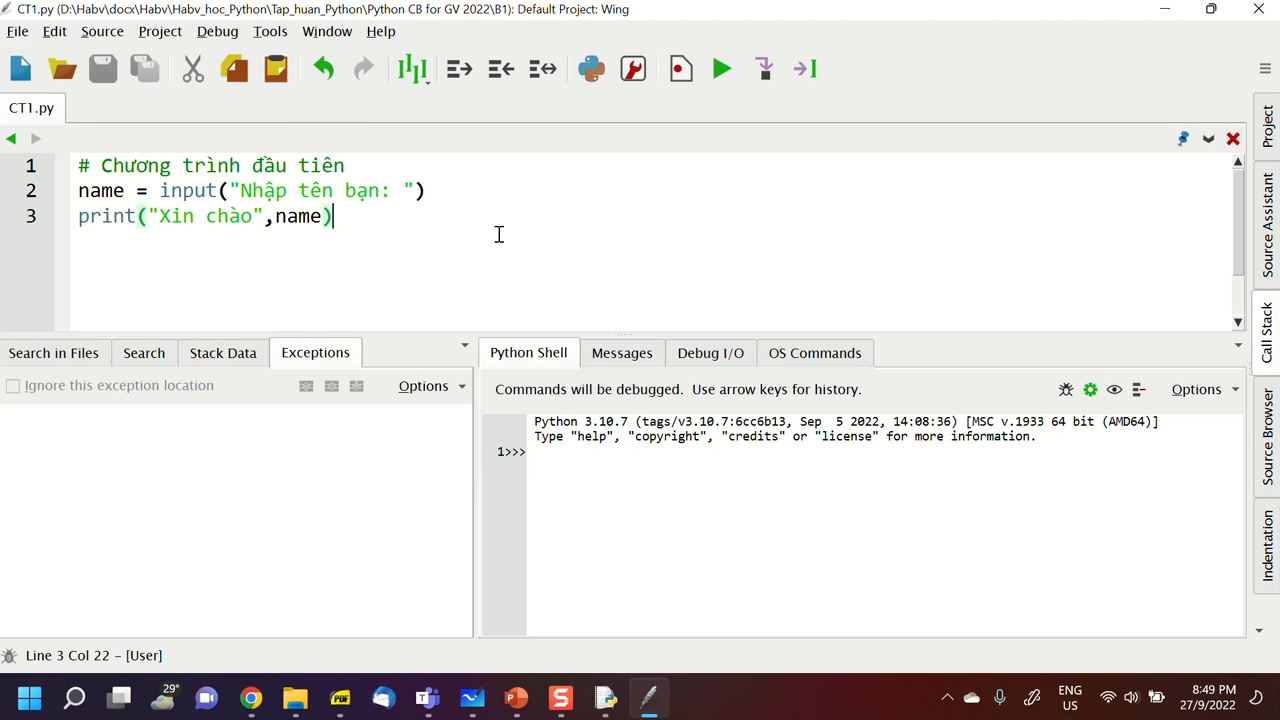 CT1.py (D:\Habv\docx\Habv\Habv_hoc_Python\Tap_huan_Python\Python CB for GV 2022\B1): Default Project: Wing
File Edit Source Project Debug Tools Window Help
CT1.py
1 # Chương trình đầu tiên
2 name = input("Nhập tên bạn: ")
3 print("Xin chào",name)
Project
Source Assistant
Call Stack
Source Browser
Indentation
Search in Files Search Stack Data Exceptions
Ignore this exception location Options
Python Shell Messages Debug I/O OS Commands
Commands will be debugged. Use arrow keys for history. Options
Python 3.10.7 (tags/v3.10.7:6cc6b13, Sep  5 2022, 14:08:36) [MSC v.1933 64 bit (AMD64)]
Type "help", "copyright", "credits" or "license" for more information.
1>>>
Line 3 Col 22 - [User]
29°
PDF
ENG
US
8:49 PM
27/9/2022